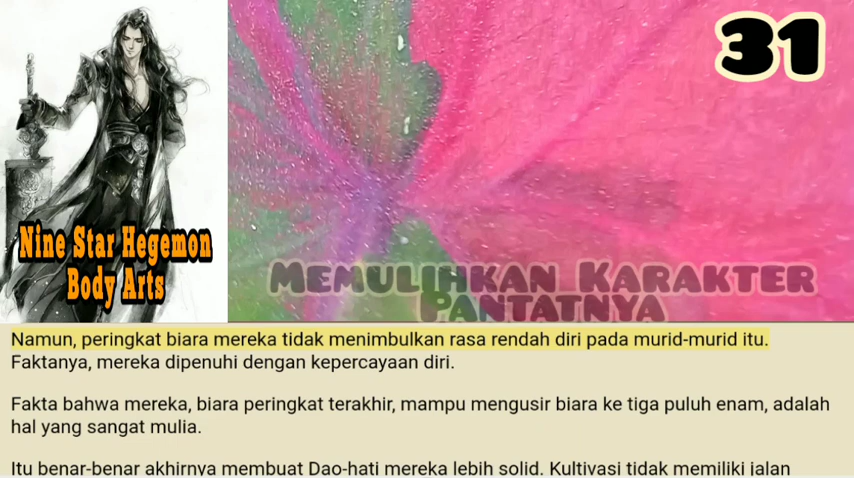 31
Nine Star Hegemon
Body Arts
Memulihkan Karakter
Pantatnya
Namun, peringkat biara mereka tidak menimbulkan rasa rendah diri pada murid-murid itu.
Faktanya, mereka dipenuhi dengan kepercayaan diri.
Fakta bahwa mereka, biara peringkat terakhir, mampu mengusir biara ke tiga puluh enam, adalah
hal yang sangat mulia.
Itu benar-benar akhirnya membuat Dao-hati mereka lebih solid. Kultivasi tidak memiliki jalan